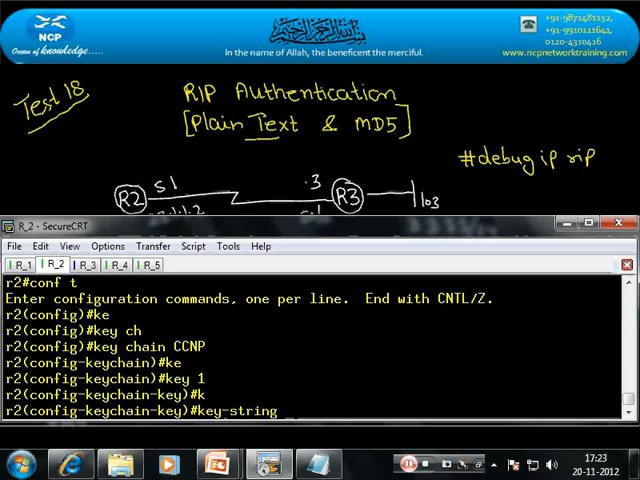 NCP
Ocean of knowledge.....
بسم الله الرحمن الرحيم
In the name of Allah, the beneficent the merciful.
+91-9871481152,
+91-9910111642,
0120-4310416
www.ncpnetworktraining.com
Test 18
RIP Authentication
[Plain Text & MD5]
#debug ip rip
R2
S1
.3
R3
103
R_2 - SecureCRT
File Edit View Options Transfer Script Tools Help
R_1 R_2 R_3 R_4 R_5
r2#conf t
Enter configuration commands, one per line. End with CNTL/Z.
r2(config)#ke
r2(config)#key ch
r2(config)#key chain CCNP
r2(config-keychain)#ke
r2(config-keychain)#key 1
r2(config-keychain-key)#k
r2(config-keychain-key)#key-string
17:23
20-11-2012